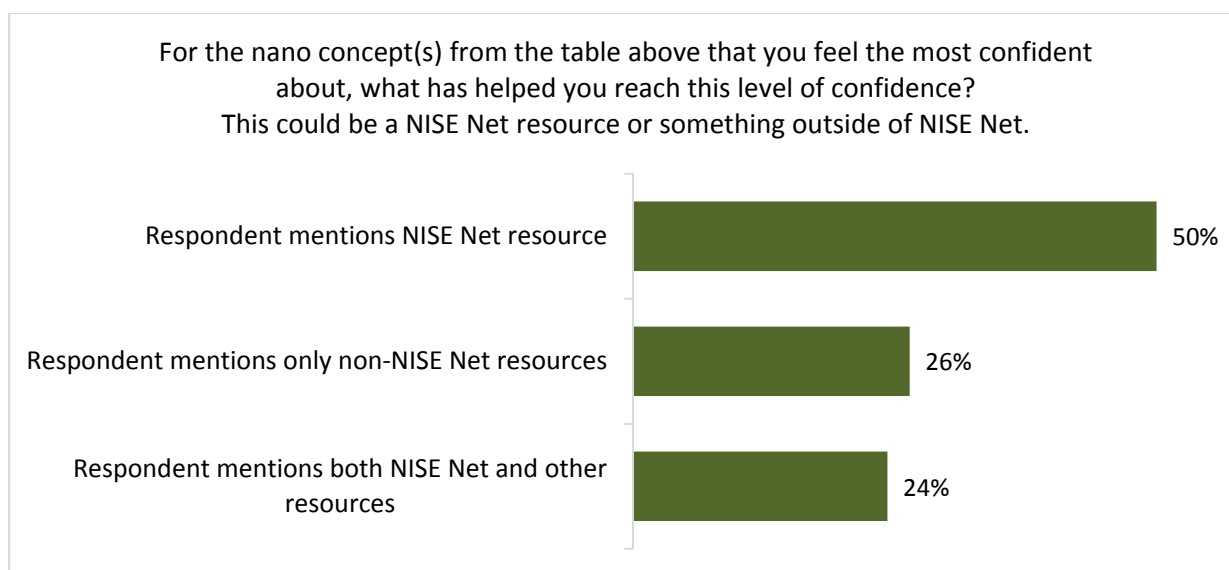 For the nano concept(s) from the table above that you feel the most confident
about, what has helped you reach this level of confidence?
This could be a NISE Net resource or something outside of NISE Net.
Respondent mentions NISE Net resource
50%
Respondent mentions only non-NISE Net resources
26%
Respondent mentions both NISE Net and other
resources
24%